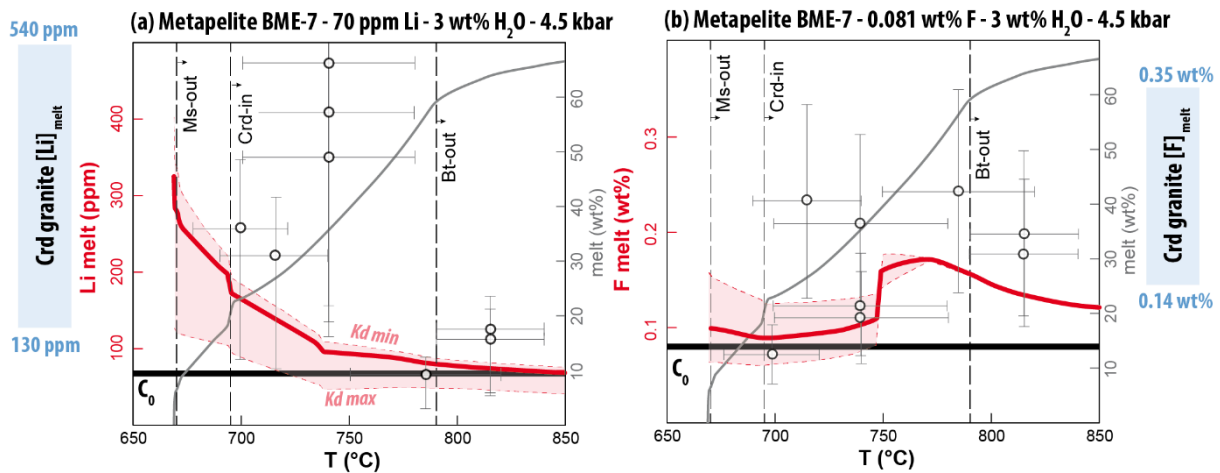 (a) Metapelite BME-7 - 70 ppm Li - 3 wt% H₂O - 4.5 kbar
540 ppm
Crd granite [Li]melt
130 ppm
Li melt (ppm)
400
300
200
100
Ms-out
Crd-in
Bt-out
Kd min
Kd max
C₀
60
50
40
30
20
10
melt (wt%)
650
700
750
800
850
T (°C)
(b) Metapelite BME-7 - 0.081 wt% F - 3 wt% H₂O - 4.5 kbar
F melt (wt%)
0.3
0.2
0.1
Ms-out
Crd-in
Bt-out
C₀
60
50
40
30
20
10
melt (wt%)
650
700
750
800
850
T (°C)
0.35 wt%
Crd granite [F]melt
0.14 wt%